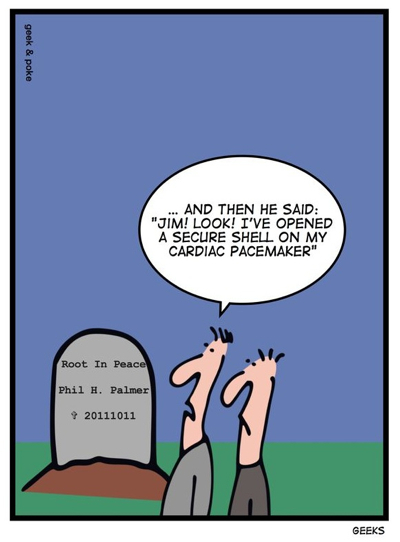 geek & poke
... AND THEN HE SAID:
"JIM! LOOK! I'VE OPENED
A SECURE SHELL ON MY
CARDIAC PACEMAKER"
Root In Peace
Phil H. Palmer
✞ 20111011
GEEKS